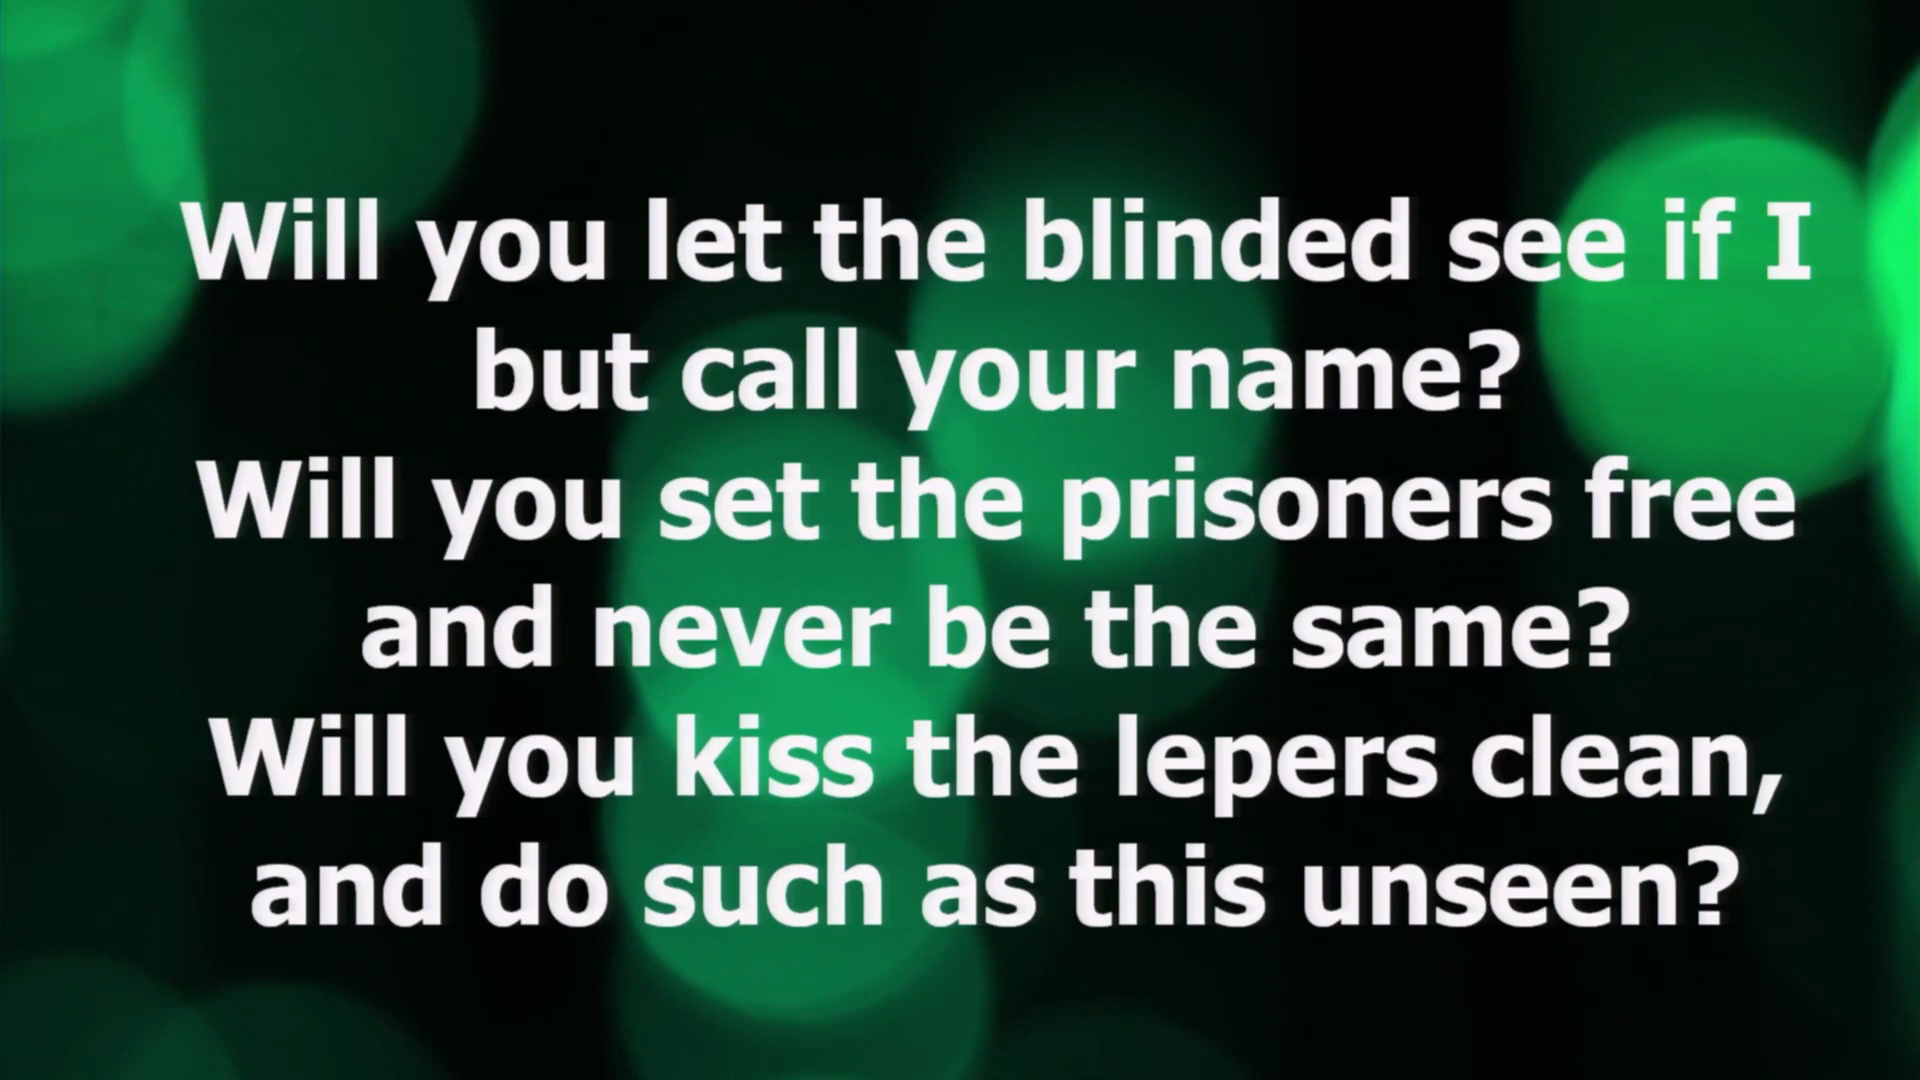 Will you let the blinded see if I
but call your name?
Will you set the prisoners free
and never be the same?
Will you kiss the lepers clean,
and do such as this unseen?